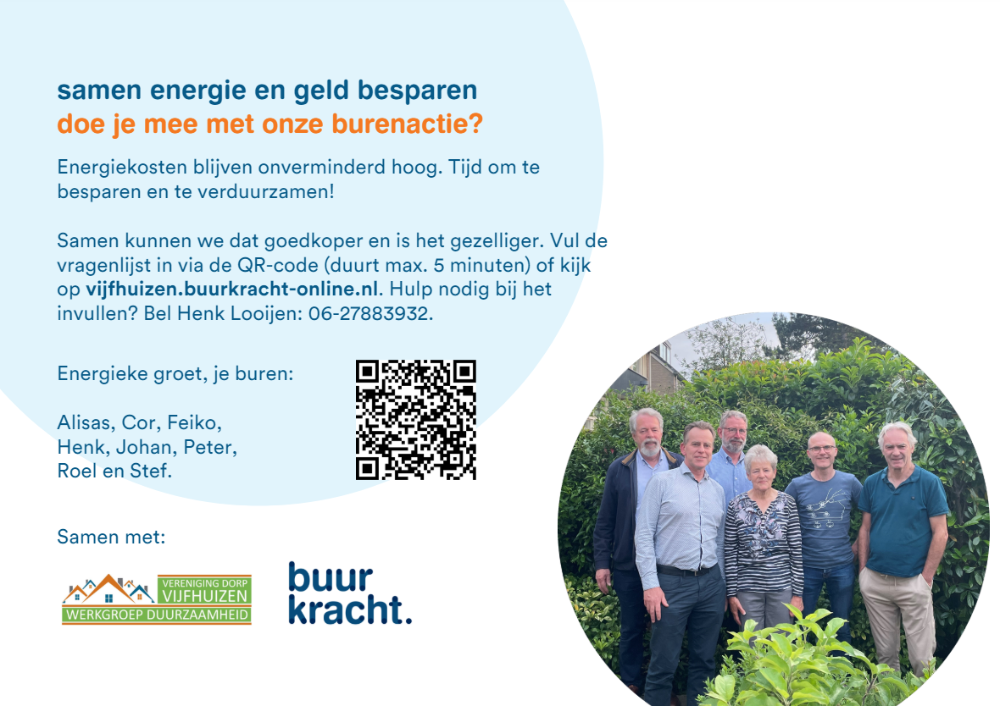 samen energie en geld besparen
doe je mee met onze burenactie?
Energiekosten blijven onverminderd hoog. Tijd om te
besparen en te verduurzamen!
Samen kunnen we dat goedkoper en is het gezelliger. Vul de
vragenlijst in via de QR-code (duurt max. 5 minuten) of kijk
op vijfhuizen.buurkracht-online.nl. Hulp nodig bij het
invullen? Bel Henk Looijen: 06-27883932.
Energieke groet, je buren:
Alisas, Cor, Feiko,
Henk, Johan, Peter,
Roel en Stef.
Samen met:
VERENIGING DORP
VIJFHUIZEN
WERKGROEP DUURZAAMHEID
buur
kracht.